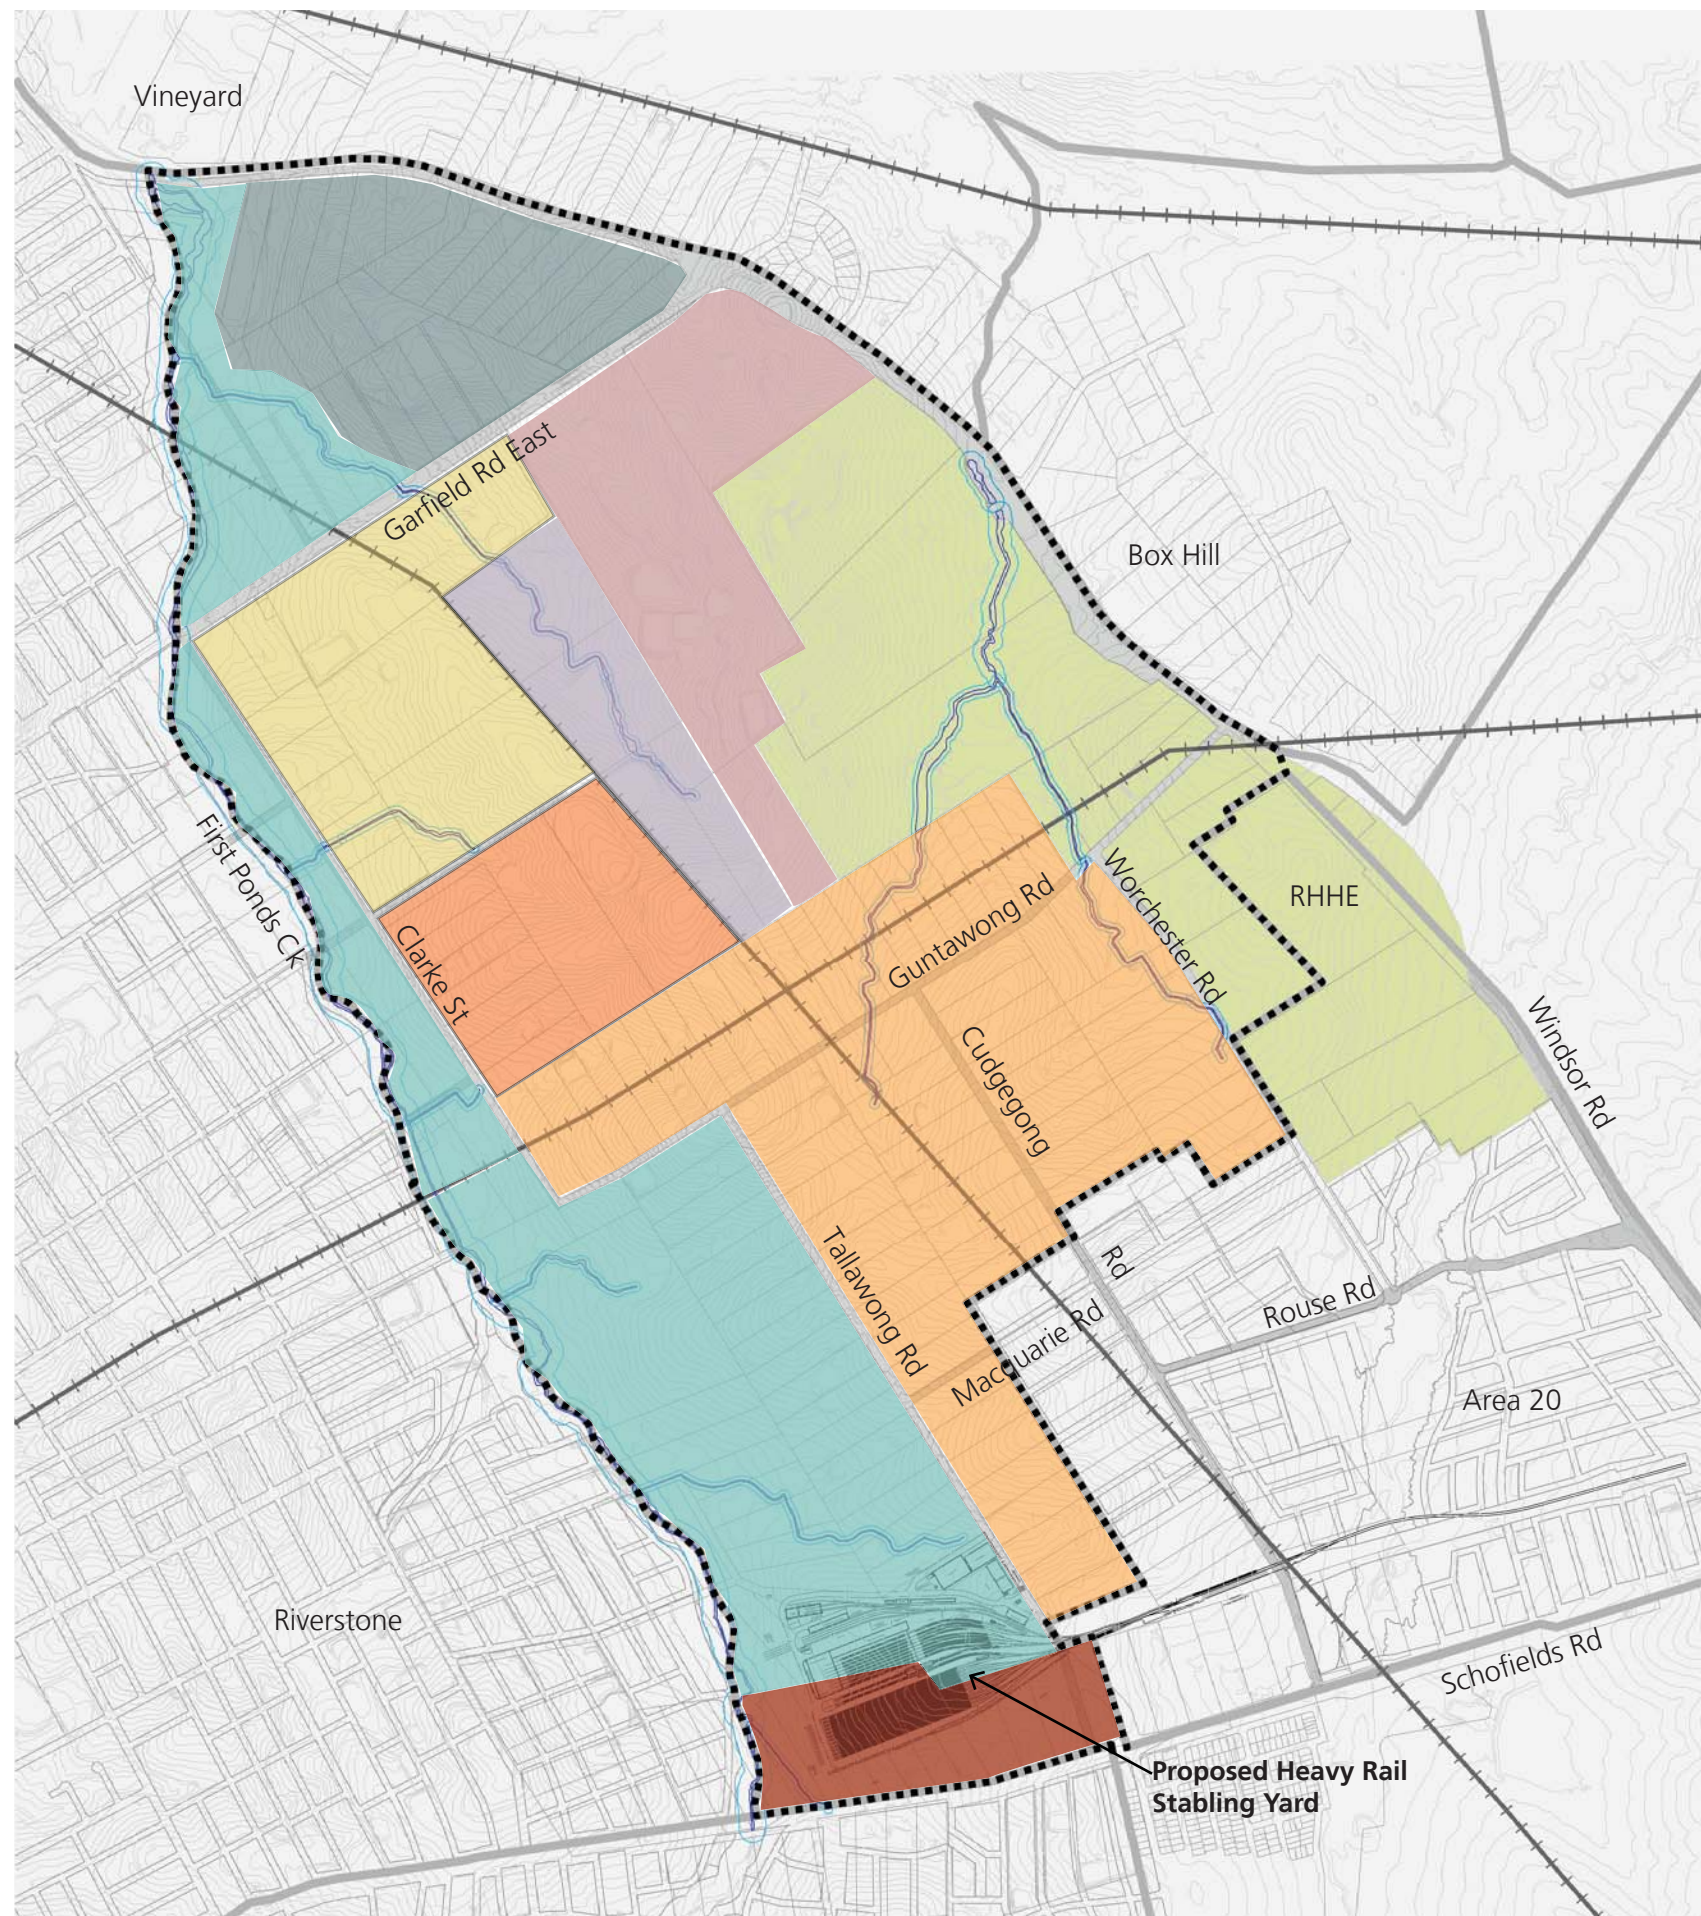 Vineyard
Garfield Rd East
Box Hill
First Ponds Ck
Clarke St
Guntawong Rd
Worchester Rd
RHHE
Windsor Rd
Cudgegong
Rd
Tallawong Rd
Macquarie Rd
Rouse Rd
Area 20
Riverstone
Schofields Rd
Proposed Heavy Rail
Stabling Yard